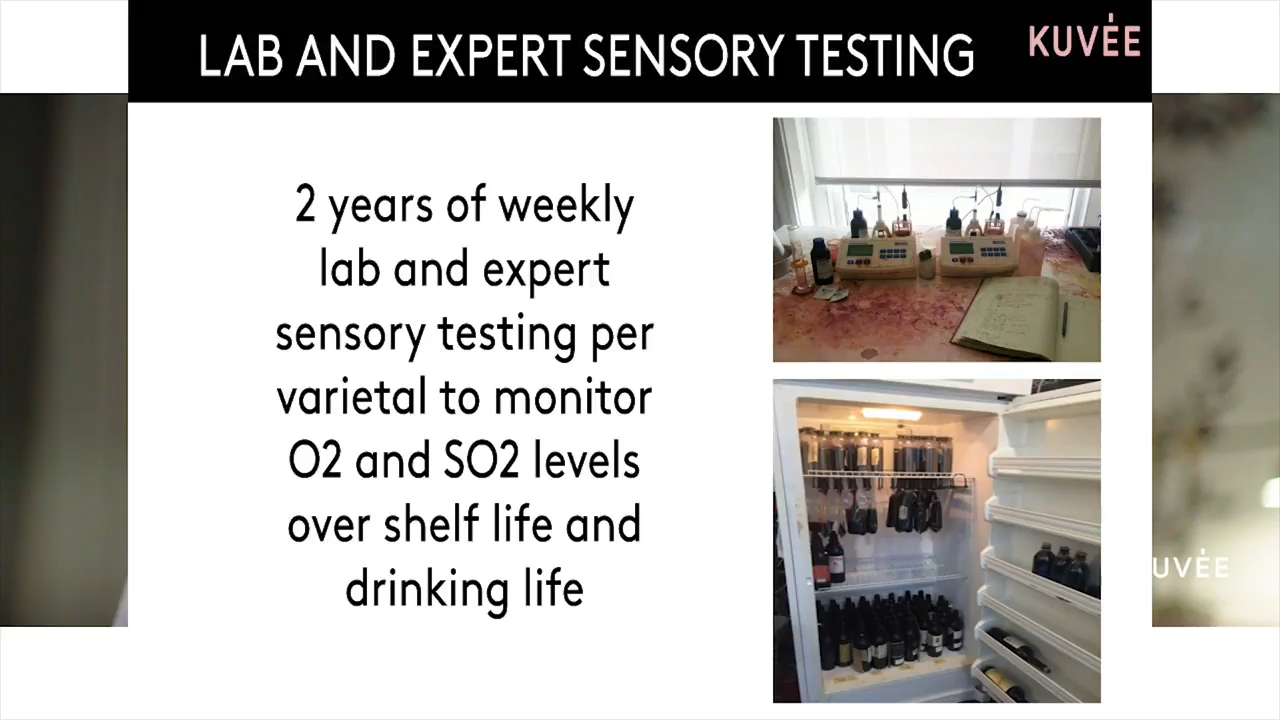 LAB AND EXPERT SENSORY TESTING
KUVÉE
2 years of weekly
lab and expert
sensory testing per
varietal to monitor
O2 and SO2 levels
over shelf life and
drinking life
UVÉE